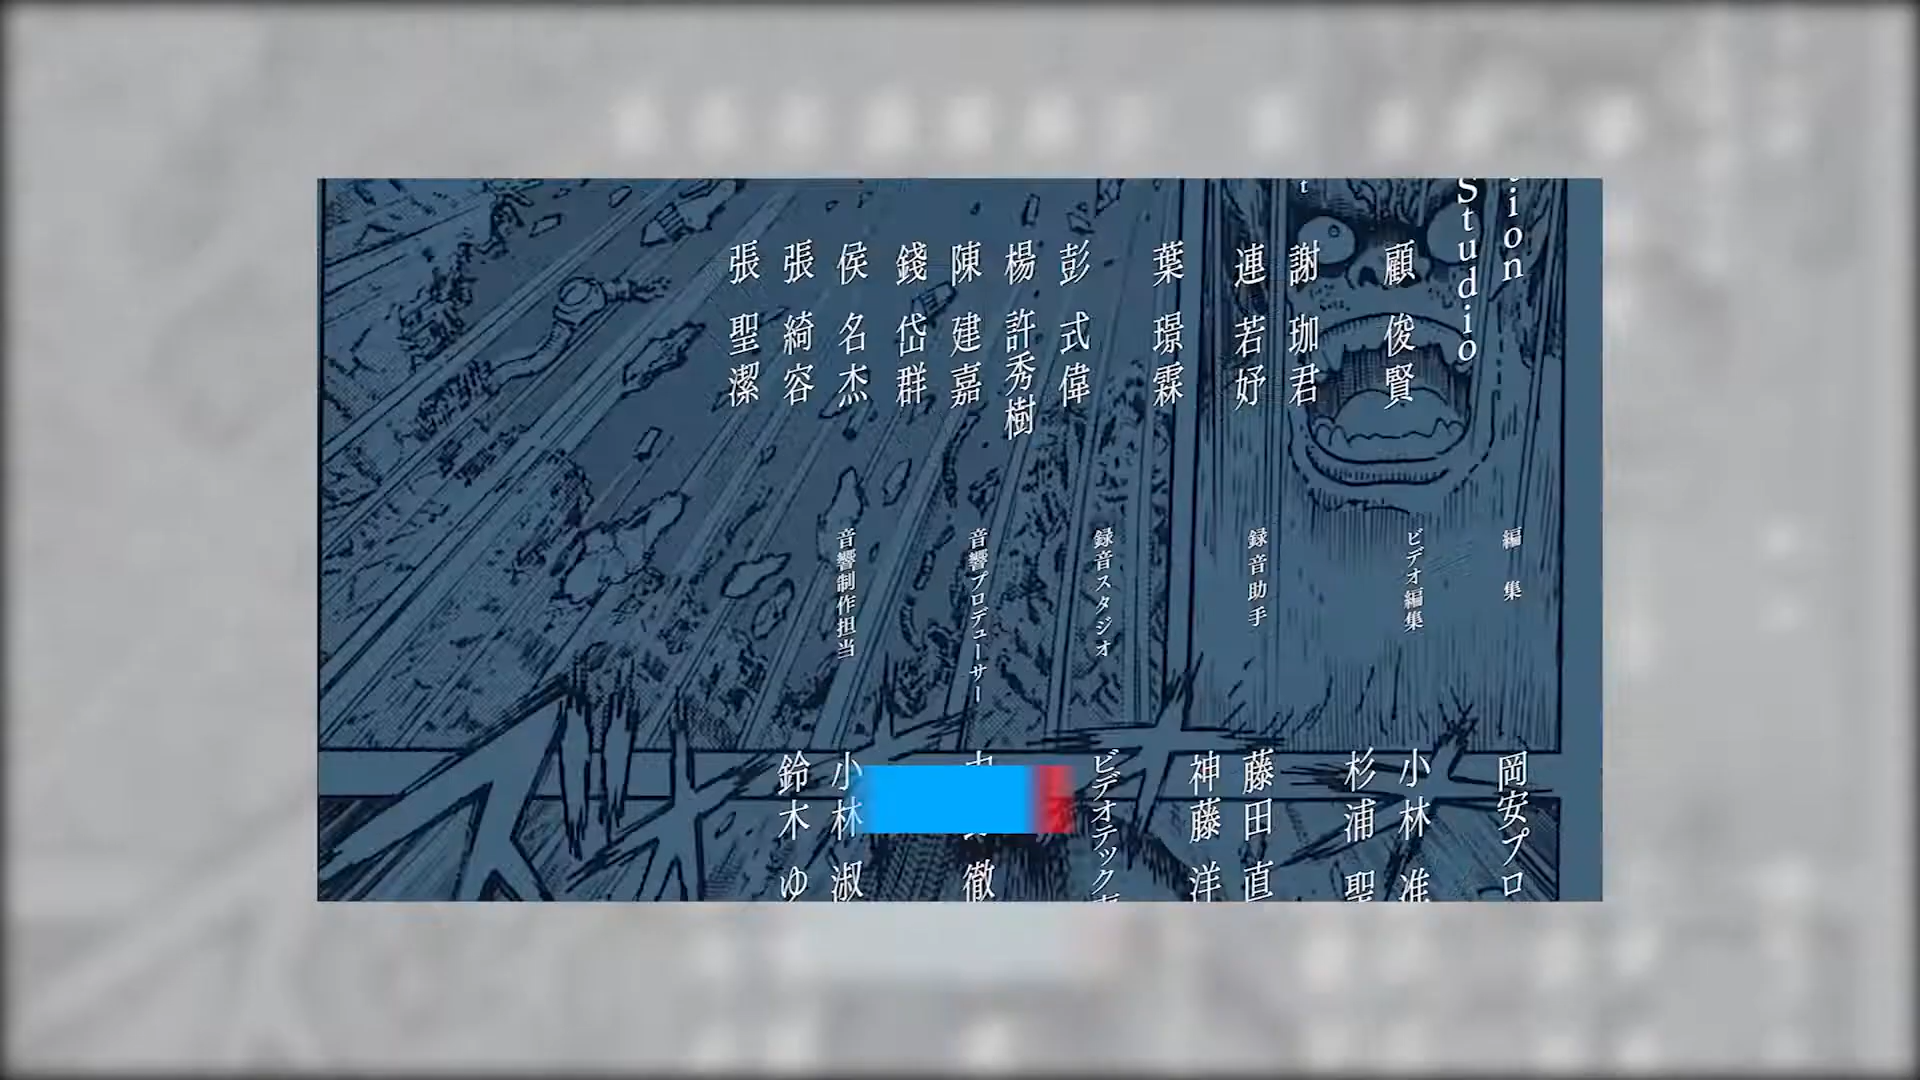 tion
Studio
顧 俊賢
謝 珈君
連 若妤
葉 璟霖
彭 式偉
楊 許秀樹
陳 建嘉
錢 岱群
侯 名杰
張 綺容
張 聖潔
編 集
岡安プロ
ビデオ編集
小林 准
杉浦 聖
録音助手
藤田 直
神藤 洋
録音スタジオ
ビデオテック
音響プロデューサー
徹
音響制作担当
小林 淑
鈴木 ゆ